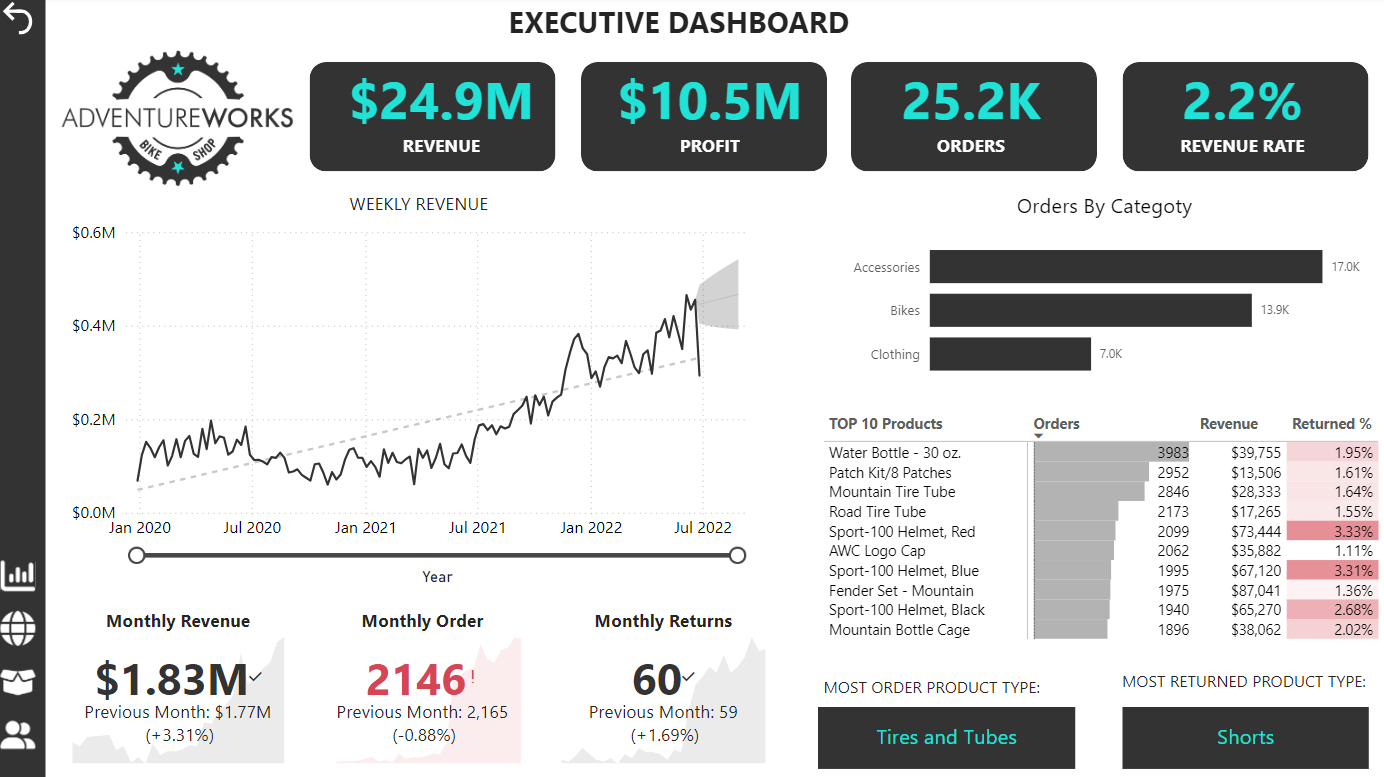 EXECUTIVE DASHBOARD
ADVENTUREWORKS
BIKE SHOP
$24.9M
REVENUE
$10.5M
PROFIT
25.2K
ORDERS
2.2%
REVENUE RATE
WEEKLY REVENUE
$0.6M
$0.4M
$0.2M
$0.0M
Jan 2020 Jul 2020 Jan 2021 Jul 2021 Jan 2022 Jul 2022
Year
Orders By Categoty
Accessories 17.0K
Bikes 13.9K
Clothing 7.0K
TOP 10 Products Orders Revenue Returned %
Water Bottle - 30 oz. 3983 $39,755 1.95%
Patch Kit/8 Patches 2952 $13,506 1.61%
Mountain Tire Tube 2846 $28,333 1.64%
Road Tire Tube 2173 $17,265 1.55%
Sport-100 Helmet, Red 2099 $73,444 3.33%
AWC Logo Cap 2062 $35,882 1.11%
Sport-100 Helmet, Blue 1995 $67,120 3.31%
Fender Set - Mountain 1975 $87,041 1.36%
Sport-100 Helmet, Black 1940 $65,270 2.68%
Mountain Bottle Cage 1896 $38,062 2.02%
Monthly Revenue
$1.83M
Previous Month: $1.77M
(+3.31%)
Monthly Order
2146!
Previous Month: 2,165
(-0.88%)
Monthly Returns
60
Previous Month: 59
(+1.69%)
MOST ORDER PRODUCT TYPE:
Tires and Tubes
MOST RETURNED PRODUCT TYPE:
Shorts